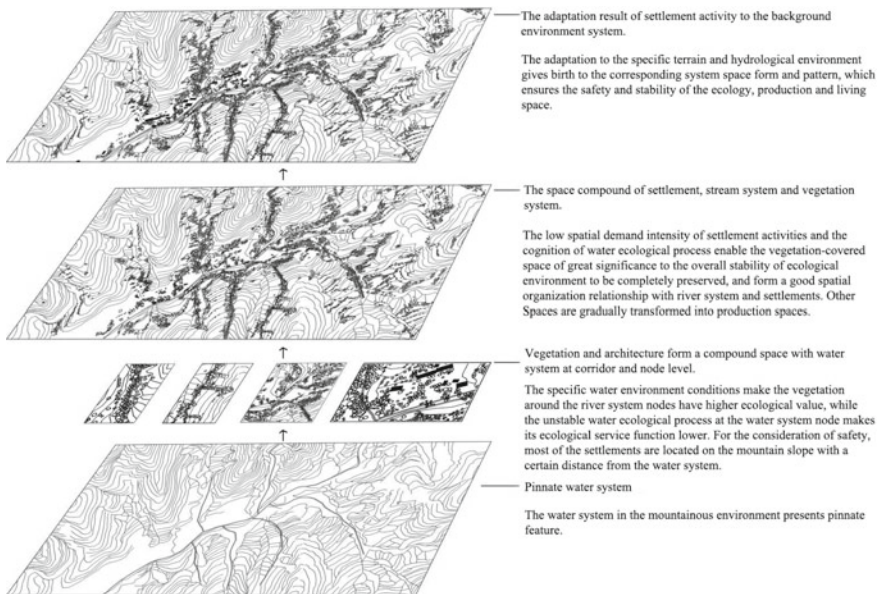 The adaptation result of settlement activity to the background
environment system.
The adaptation to the specific terrain and hydrological environment
gives birth to the corresponding system space form and pattern, which
ensures the safety and stability of the ecology, production and living
space.
The space compound of settlement, stream system and vegetation
system.
The low spatial demand intensity of settlement activities and the
cognition of water ecological process enable the vegetation-covered
space of great significance to the overall stability of ecological
environment to be completely preserved, and form a good spatial
organization relationship with river system and settlements. Other
Spaces are gradually transformed into production spaces.
Vegetation and architecture form a compound space with water
system at corridor and node level.
The specific water environment conditions make the vegetation
around the river system nodes have higher ecological value, while
the unstable water ecological process at the water system node makes
its ecological service function lower. For the consideration of safety,
most of the settlements are located on the mountain slope with a
certain distance from the water system.
Pinnate water system
The water system in the mountainous environment presents pinnate
feature.